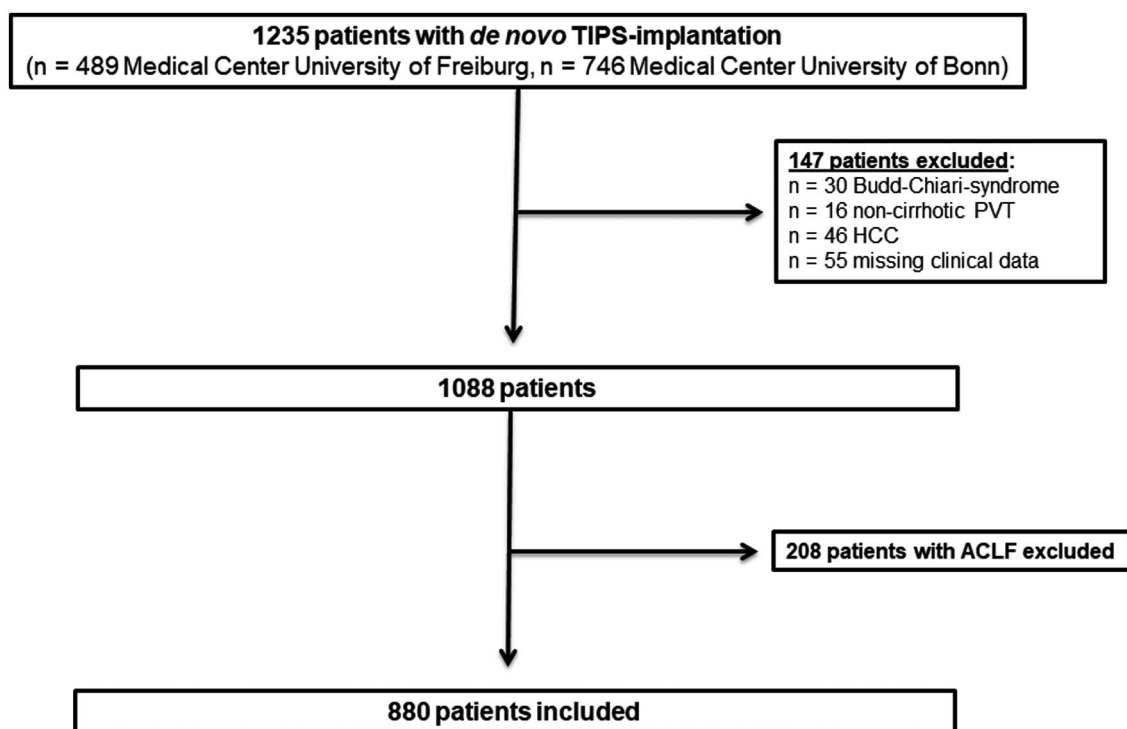 1235 patients with de novo TIPS-implantation
(n = 489 Medical Center University of Freiburg, n = 746 Medical Center University of Bonn)
147 patients excluded:
n = 30 Budd-Chiari-syndrome
n = 16 non-cirrhotic PVT
n = 46 HCC
n = 55 missing clinical data
1088 patients
208 patients with ACLF excluded
880 patients included